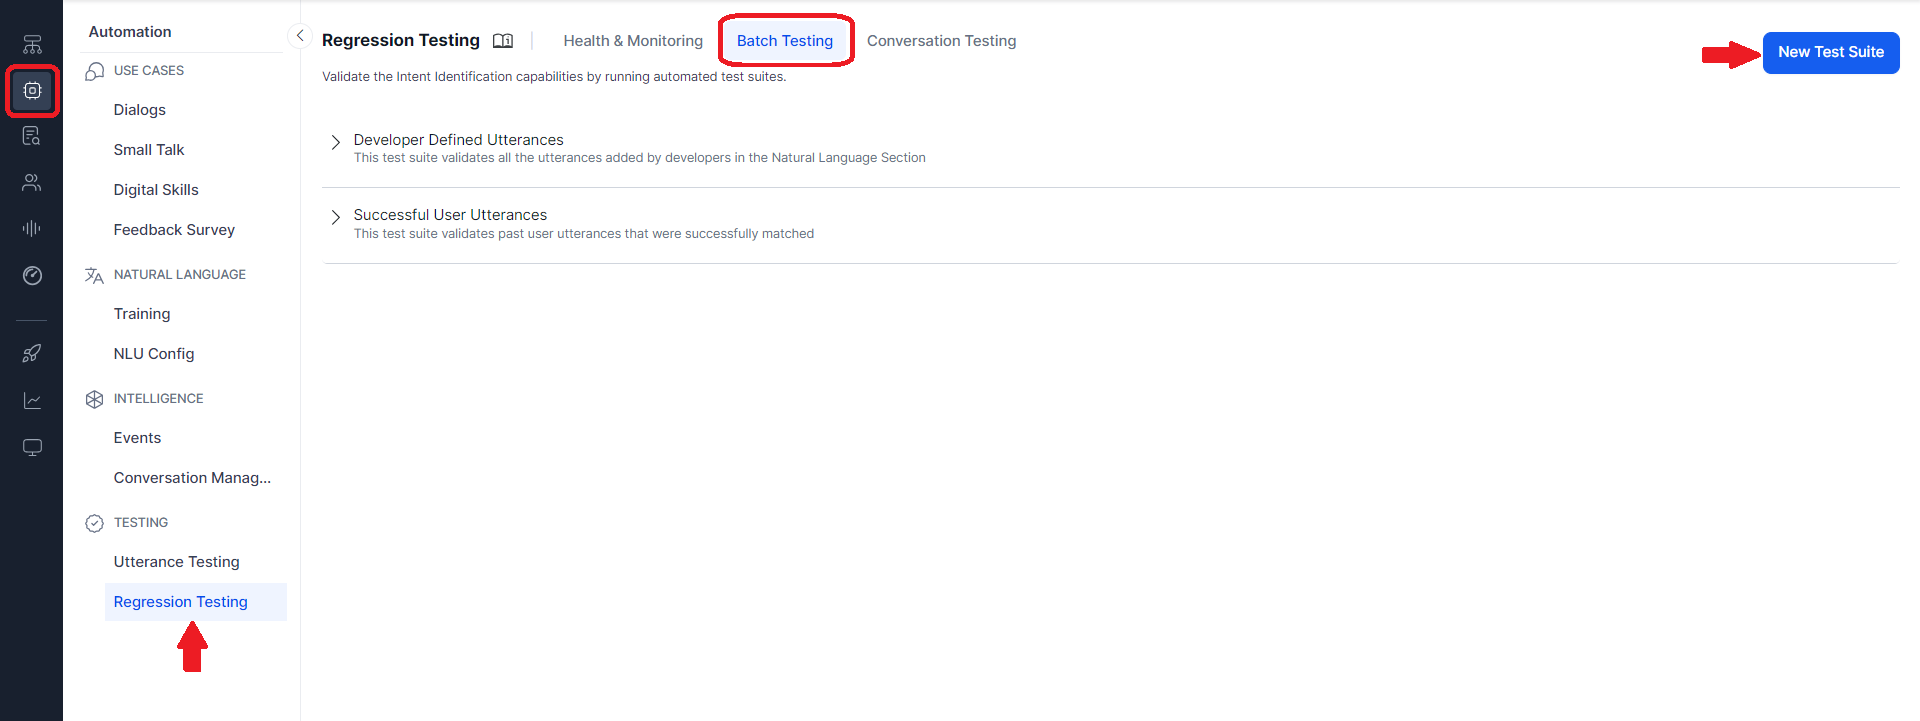 Automation
USE CASES
Dialogs
Small Talk
Digital Skills
Feedback Survey
NATURAL LANGUAGE
Training
NLU Config
INTELLIGENCE
Events
Conversation Manag...
TESTING
Utterance Testing
Regression Testing
Regression Testing Health & Monitoring Batch Testing Conversation Testing New Test Suite
Validate the Intent Identification capabilities by running automated test suites.
Developer Defined Utterances
This test suite validates all the utterances added by developers in the Natural Language Section
Successful User Utterances
This test suite validates past user utterances that were successfully matched